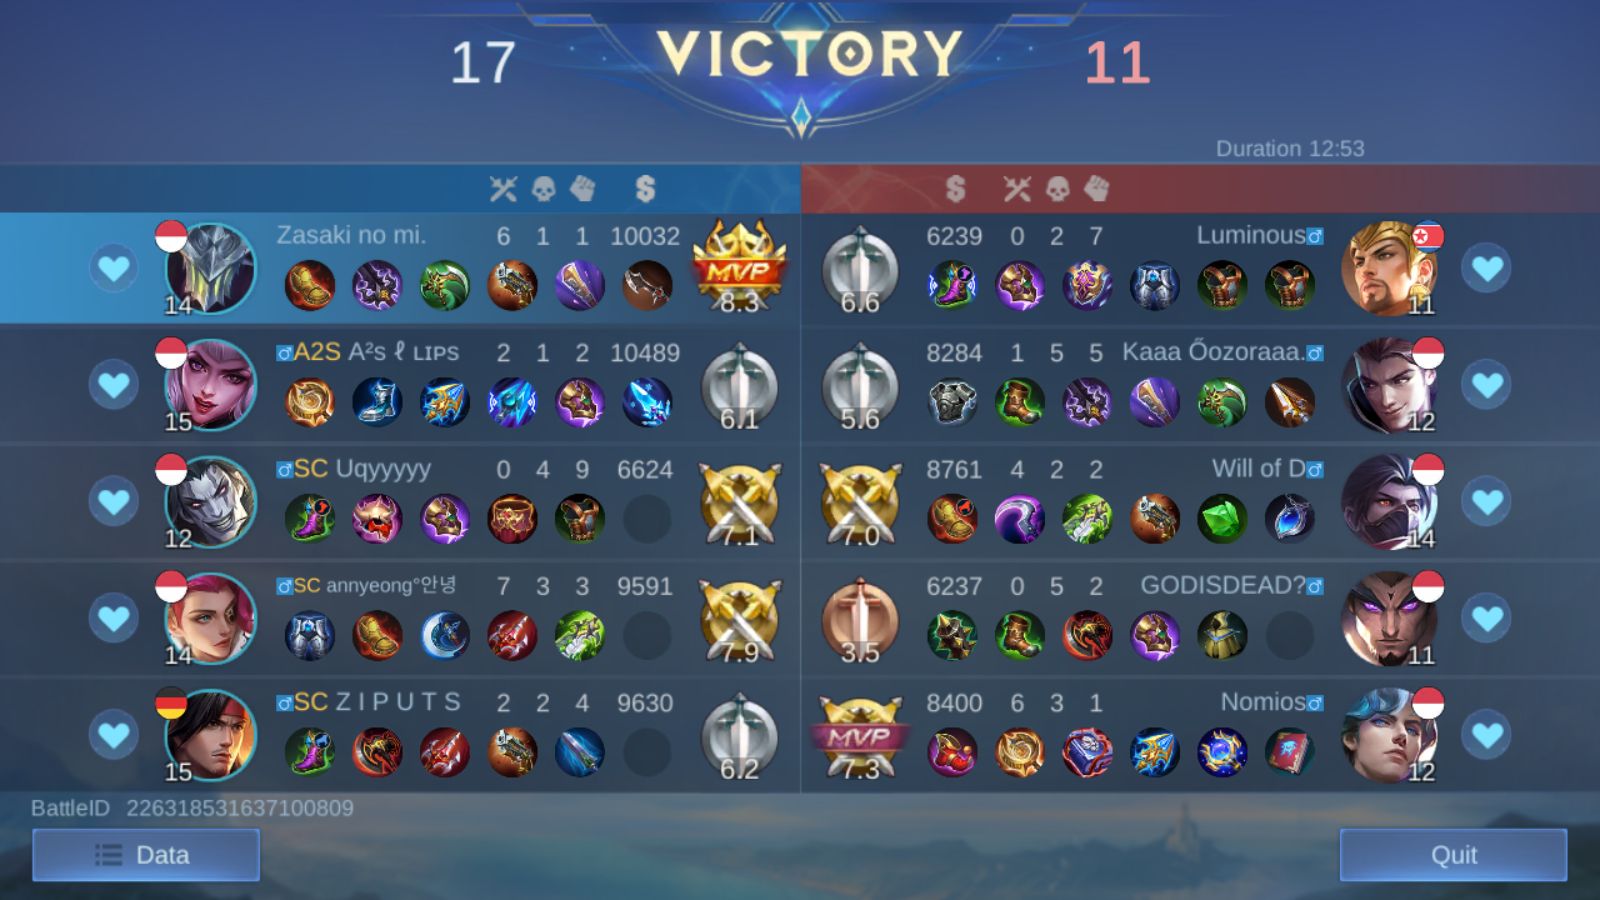 17 VICTORY 11
Duration 12:53
Zasaki no mi. 6 1 1 10032
14 MVP 8.3
6239 0 2 7 Luminous♂
6.6 11
♂A2S A²s ℓ LIPS 2 1 2 10489
15 6.1
8284 1 5 5 Kaaa Őozoraaa.♂
5.6 12
♂SC Uqyyyyy 0 4 9 6624
12 7.1
8761 4 2 2 Will of D♂
7.0 14
♂SC annyeong°안녕 7 3 3 9591
14 7.9
6237 0 5 2 GODISDEAD?♂
3.5 11
♂SC Z I P U T S 2 2 4 9630
15 6.2
8400 6 3 1 Nomios♂
MVP 7.3 12
BattleID 226318531637100809
Data
Quit